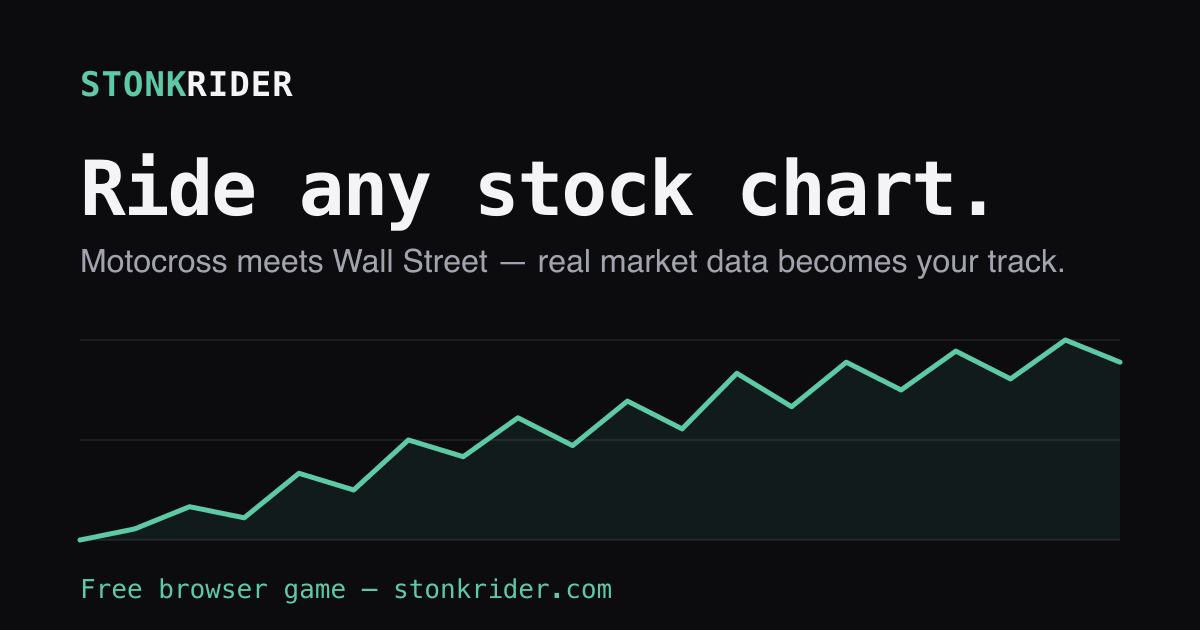 STONKRIDER
Ride any stock chart.
Motocross meets Wall Street — real market data becomes your track.
Free browser game — stonkrider.com